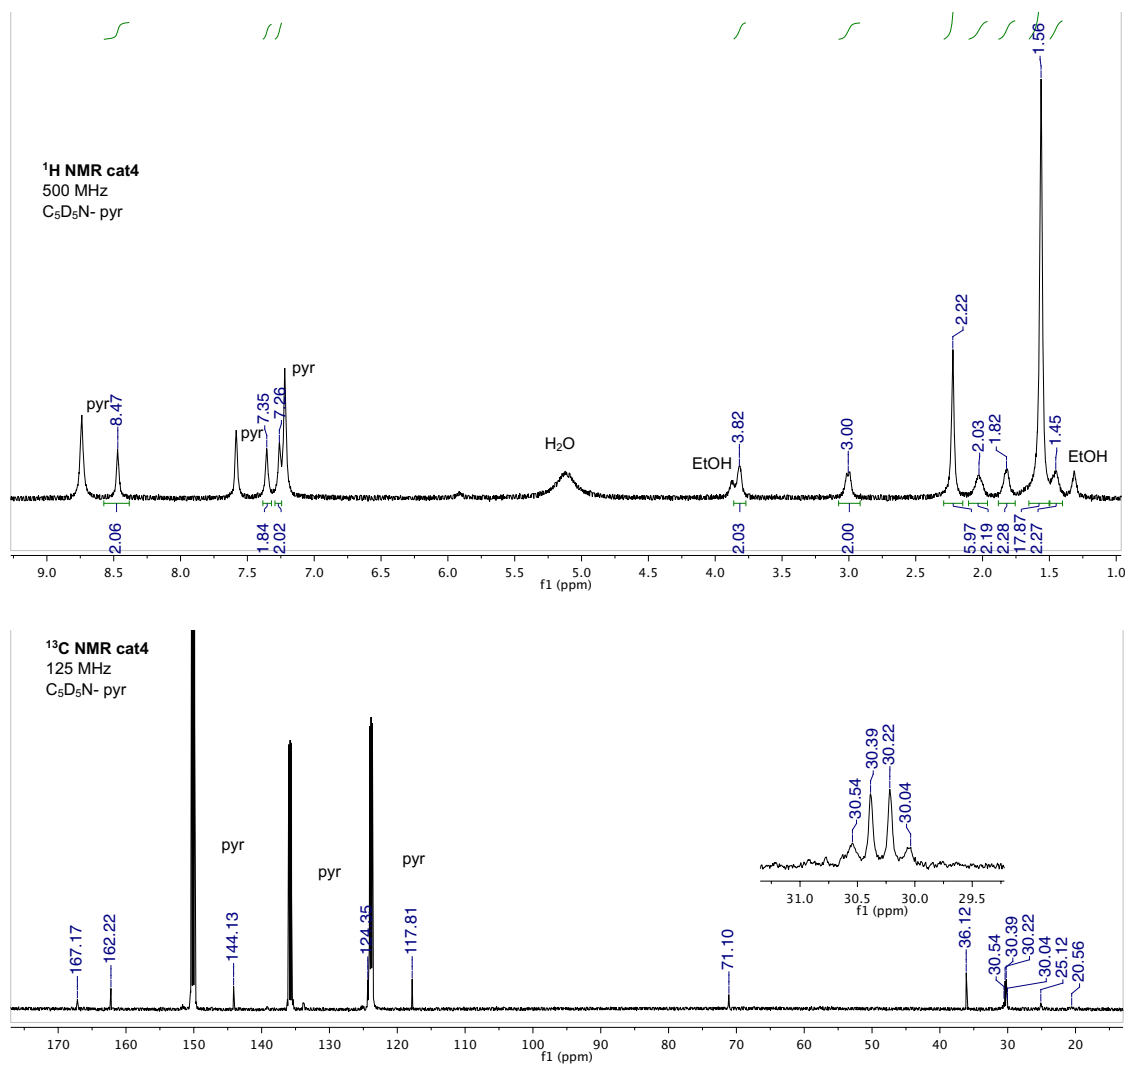 1.56
¹H NMR cat4
500 MHz
C₅D₅N- pyr
2.22
pyr
8.47
pyr
7.35
7.26
pyr
H₂O
EtOH
3.82
3.00
2.03
1.82
1.45
EtOH
2.06
1.84
2.02
2.03
2.00
5.97
2.19
2.28
17.87
2.27
9.0 8.5 8.0 7.5 7.0 6.5 6.0 5.5 5.0 4.5 4.0 3.5 3.0 2.5 2.0 1.5 1.0
f1 (ppm)
¹³C NMR cat4
125 MHz
C₅D₅N- pyr
30.54
30.39
30.22
30.04
31.0 30.5 30.0 29.5
f1 (ppm)
pyr
pyr
pyr
167.17
162.22
144.13
124.35
117.81
71.10
36.12
30.54
30.39
30.22
30.04
25.12
20.56
170 160 150 140 130 120 110 100 90 80 70 60 50 40 30 20
f1 (ppm)